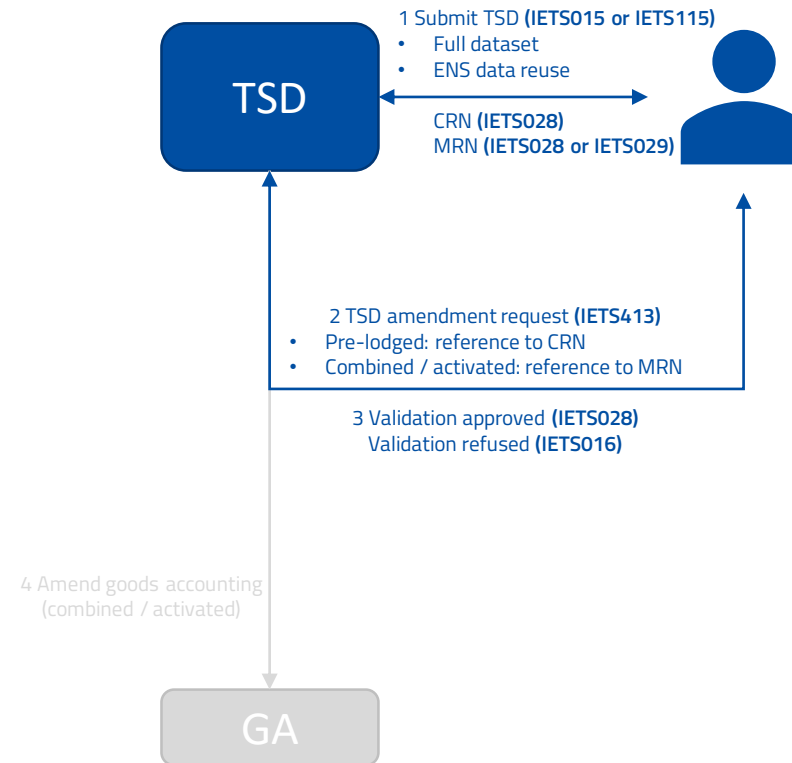 1 Submit TSD (IETS015 or IETS115)
• Full dataset
• ENS data reuse
TSD
CRN (IETS028)
MRN (IETS028 or IETS029)
2 TSD amendment request (IETS413)
• Pre-lodged: reference to CRN
• Combined / activated: reference to MRN
3 Validation approved (IETS028)
Validation refused (IETS016)
4 Amend goods accounting
(combined / activated)
GA